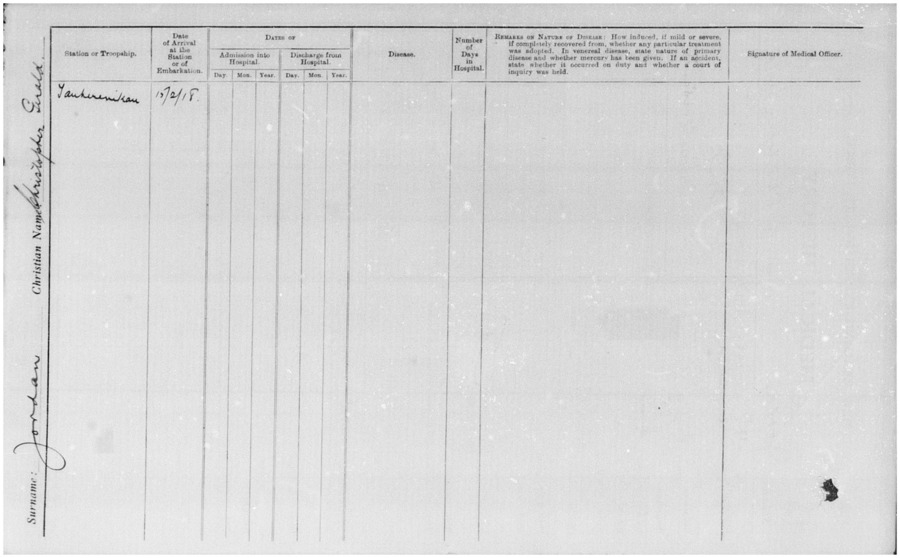 Surname: Jordan Christian Name Christopher Gerald.
Station or Troopship.
Date
of Arrival
at the
Station
or of
Embarkation.
DATES OF
Admission into
Hospital.
Day. Mon. Year.
Discharge from
Hospital.
Day. Mon. Year.
Disease.
Number
of
Days
in
Hospital.
REMARKS ON NATURE OF DISEASE: How induced, if mild or severe,
if completely recovered from, whether any particular treatment
was adopted. In venereal disease, state nature of primary
disease and whether mercury has been given. If an accident,
state whether it occurred on duty and whether a court of
inquiry was held.
Signature of Medical Officer.
15/2/18.